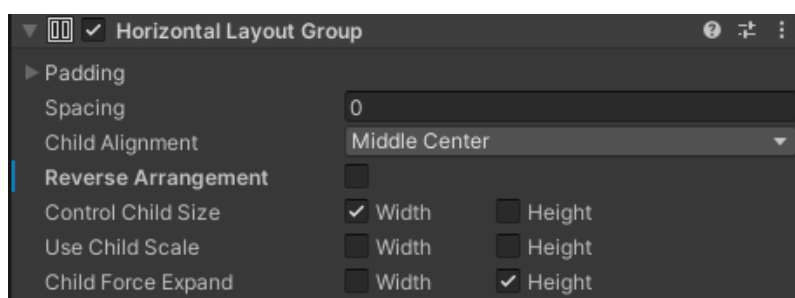 Horizontal Layout Group
Padding
Spacing 0
Child Alignment Middle Center
Reverse Arrangement
Control Child Size Width Height
Use Child Scale Width Height
Child Force Expand Width Height